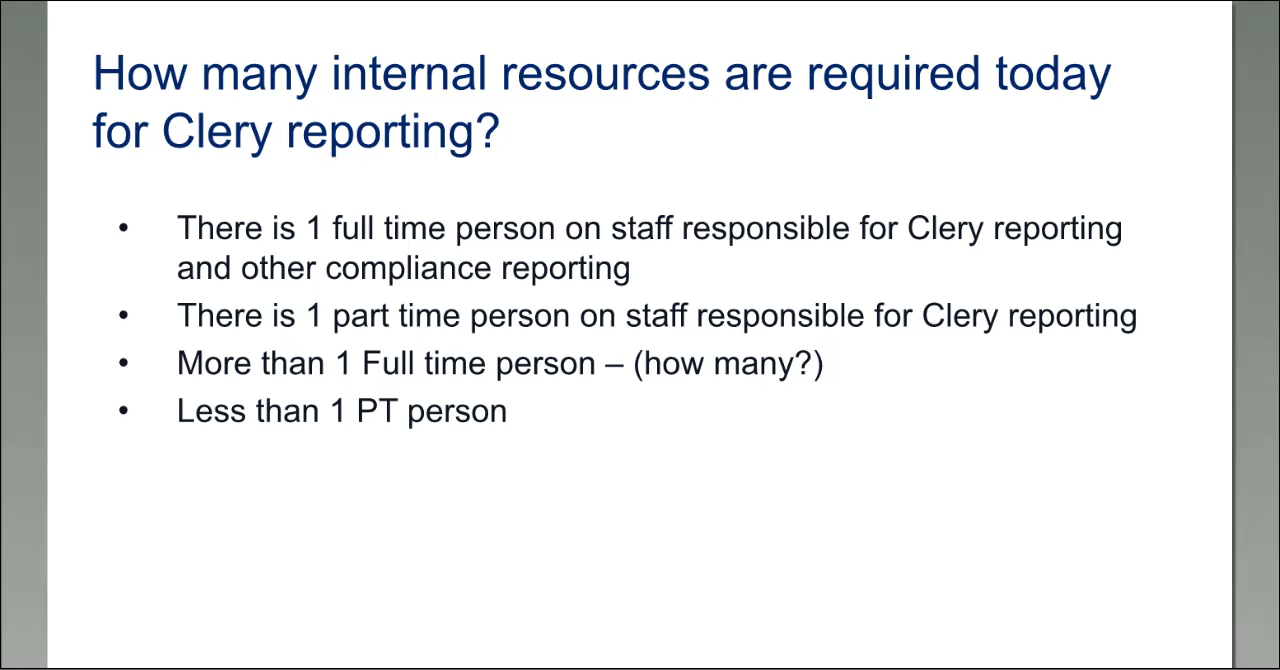 How many internal resources are required today
for Clery reporting?
• There is 1 full time person on staff responsible for Clery reporting
and other compliance reporting
• There is 1 part time person on staff responsible for Clery reporting
• More than 1 Full time person – (how many?)
• Less than 1 PT person